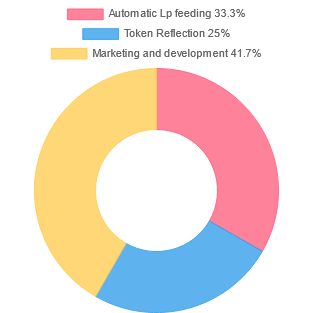 Automatic Lp feeding 33.3%
Token Reflection 25%
Marketing and development 41.7%